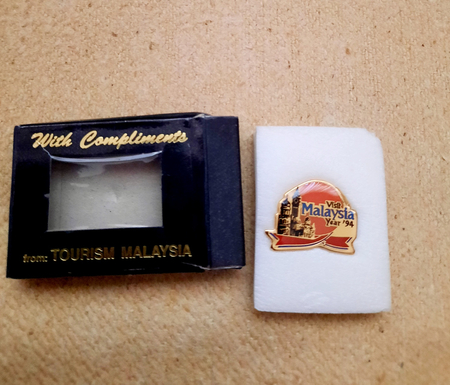 With Compliments
from: TOURISM MALAYSIA
Visit
Malaysia
Year '94